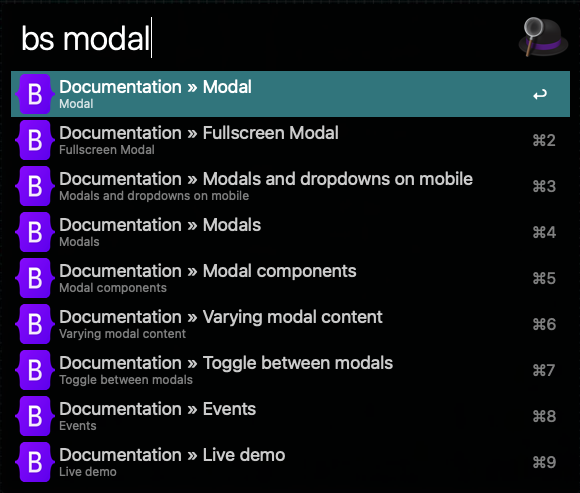 bs modal
B Documentation » Modal ↩
Modal
B Documentation » Fullscreen Modal ⌘2
Fullscreen Modal
B Documentation » Modals and dropdowns on mobile ⌘3
Modals and dropdowns on mobile
B Documentation » Modals ⌘4
Modals
B Documentation » Modal components ⌘5
Modal components
B Documentation » Varying modal content ⌘6
Varying modal content
B Documentation » Toggle between modals ⌘7
Toggle between modals
B Documentation » Events ⌘8
Events
B Documentation » Live demo ⌘9
Live demo